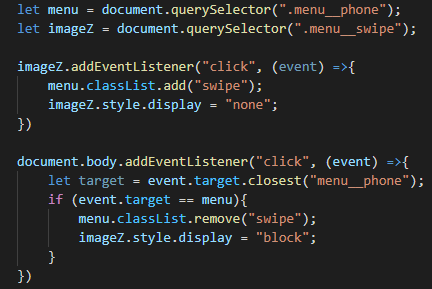 let menu = document.querySelector(".menu__phone");
let imageZ = document.querySelector(".menu__swipe");
imageZ.addEventListener("click", (event) =>{
menu.classList.add("swipe");
imageZ.style.display = "none";
})
document.body.addEventListener("click", (event) =>{
let target = event.target.closest("menu__phone");
if (event.target == menu){
menu.classList.remove("swipe");
imageZ.style.display = "block";
}
})